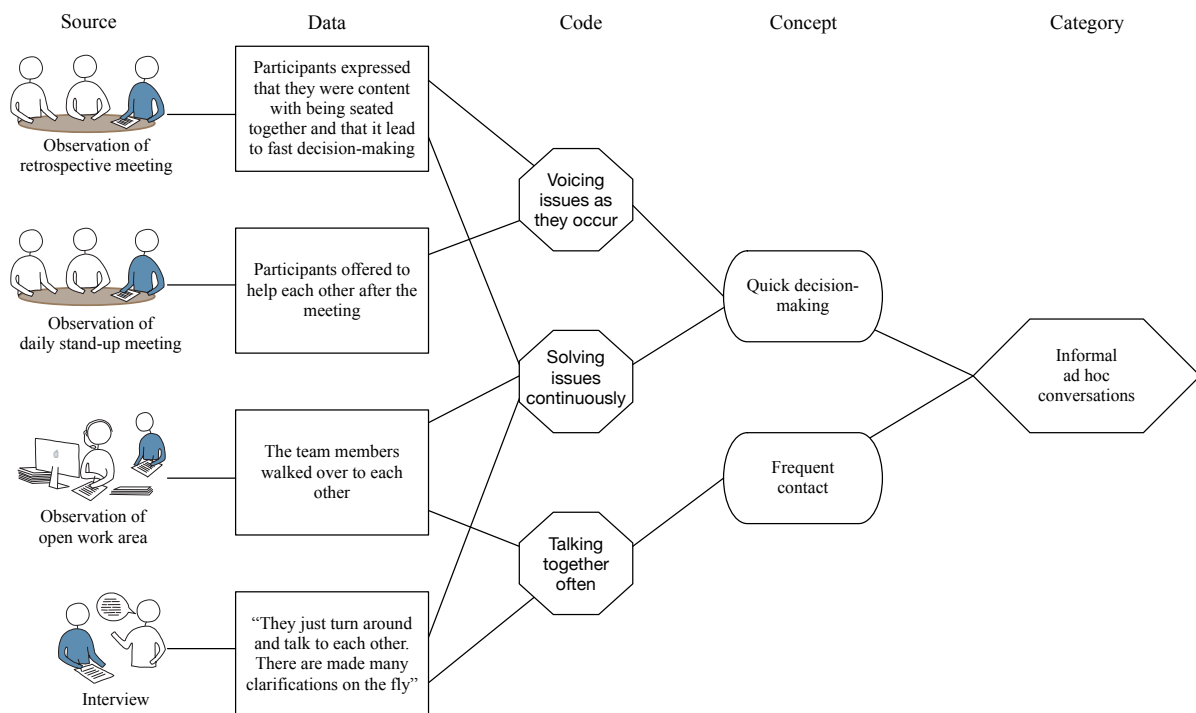 Source
Data
Code
Concept
Category
Observation of
retrospective meeting
Participants expressed
that they were content
with being seated
together and that it lead
to fast decision-making
Voicing
issues as
they occur
Observation of
daily stand-up meeting
Participants offered to
help each other after the
meeting
Quick decision-
making
Solving
issues
continuously
Informal
ad hoc
conversations
Observation of
open work area
The team members
walked over to each
other
Frequent
contact
Talking
together
often
Interview
“They just turn around
and talk to each other.
There are made many
clarifications on the fly”